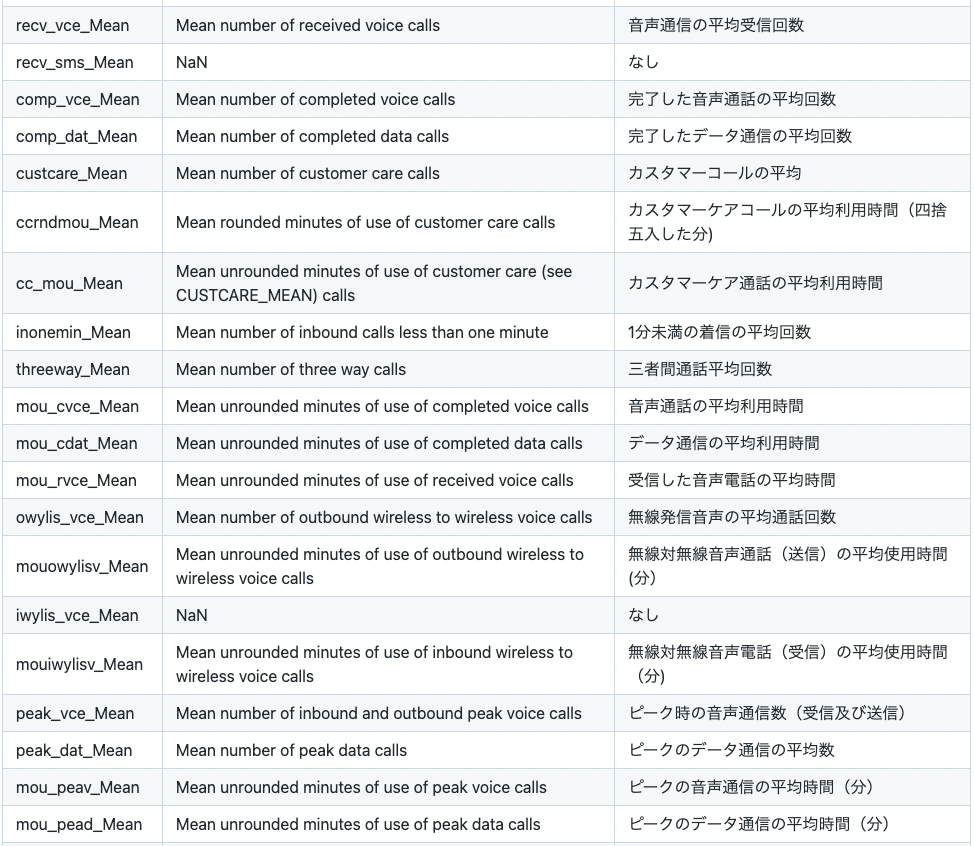 recv_vce_Mean Mean number of received voice calls 音声通信の平均受信回数
recv_sms_Mean NaN なし
comp_vce_Mean Mean number of completed voice calls 完了した音声通話の平均回数
comp_dat_Mean Mean number of completed data calls 完了したデータ通信の平均回数
custcare_Mean Mean number of customer care calls カスタマーコールの平均
ccrndmou_Mean Mean rounded minutes of use of customer care calls カスタマーケアコールの平均利用時間（四捨
五入した分)
cc_mou_Mean Mean unrounded minutes of use of customer care (see
CUSTCARE_MEAN) calls カスタマーケア通話の平均利用時間
inonemin_Mean Mean number of inbound calls less than one minute 1分未満の着信の平均回数
threeway_Mean Mean number of three way calls 三者間通話平均回数
mou_cvce_Mean Mean unrounded minutes of use of completed voice calls 音声通話の平均利用時間
mou_cdat_Mean Mean unrounded minutes of use of completed data calls データ通信の平均利用時間
mou_rvce_Mean Mean unrounded minutes of use of received voice calls 受信した音声電話の平均時間
owylis_vce_Mean Mean number of outbound wireless to wireless voice calls 無線発信音声の平均通話回数
mouowylisv_Mean Mean unrounded minutes of use of outbound wireless to
wireless voice calls 無線対無線音声通話（送信）の平均使用時間
(分）
iwylis_vce_Mean NaN なし
mouiwylisv_Mean Mean unrounded minutes of use of inbound wireless to
wireless voice calls 無線対無線音声電話（受信）の平均使用時間
（分)
peak_vce_Mean Mean number of inbound and outbound peak voice calls ピーク時の音声通信数（受信及び送信）
peak_dat_Mean Mean number of peak data calls ピークのデータ通信の平均数
mou_peav_Mean Mean unrounded minutes of use of peak voice calls ピークの音声通信の平均時間（分）
mou_pead_Mean Mean unrounded minutes of use of peak data calls ピークのデータ通信の平均時間（分）